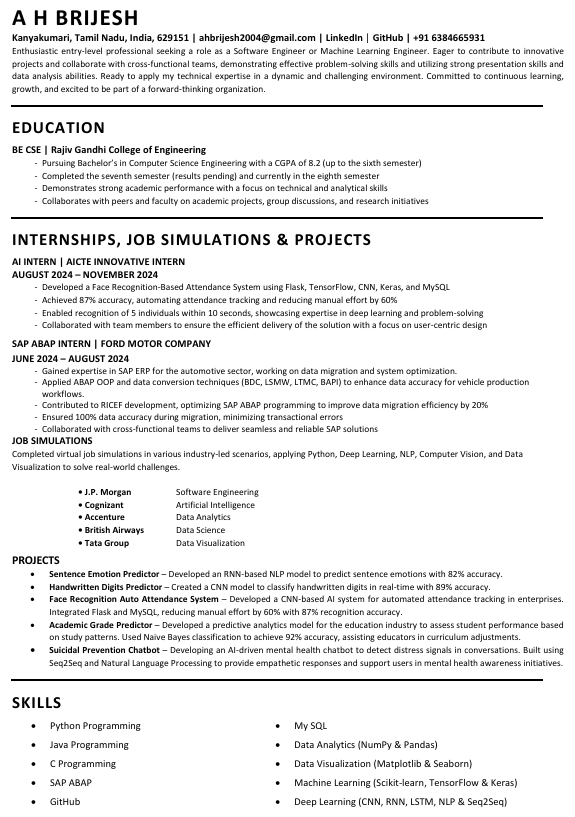 A H BRIJESH
Kanyakumari, Tamil Nadu, India, 629151 | ahbrijesh2004@gmail.com | LinkedIn | GitHub | +91 6384665931
Enthusiastic entry-level professional seeking a role as a Software Engineer or Machine Learning Engineer. Eager to contribute to innovative
projects and collaborate with cross-functional teams, demonstrating effective problem-solving skills and utilizing strong presentation skills and
data analysis abilities. Ready to apply my technical expertise in a dynamic and challenging environment. Committed to continuous learning,
growth, and excited to be part of a forward-thinking organization.
EDUCATION
BE CSE | Rajiv Gandhi College of Engineering
- Pursuing Bachelor's in Computer Science Engineering with a CGPA of 8.2 (up to the sixth semester)
- Completed the seventh semester (results pending) and currently in the eighth semester
- Demonstrates strong academic performance with a focus on technical and analytical skills
- Collaborates with peers and faculty on academic projects, group discussions, and research initiatives
INTERNSHIPS, JOB SIMULATIONS & PROJECTS
AI INTERN | AICTE INNOVATIVE INTERN
AUGUST 2024 – NOVEMBER 2024
- Developed a Face Recognition-Based Attendance System using Flask, TensorFlow, CNN, Keras, and MySQL
- Achieved 87% accuracy, automating attendance tracking and reducing manual effort by 60%
- Enabled recognition of 5 individuals within 10 seconds, showcasing expertise in deep learning and problem-solving
- Collaborated with team members to ensure the efficient delivery of the solution with a focus on user-centric design
SAP ABAP INTERN | FORD MOTOR COMPANY
JUNE 2024 – AUGUST 2024
- Gained expertise in SAP ERP for the automotive sector, working on data migration and system optimization.
- Applied ABAP OOP and data conversion techniques (BDC, LSMW, LTMC, BAPI) to enhance data accuracy for vehicle production
workflows.
- Contributed to RICEF development, optimizing SAP ABAP programming to improve data migration efficiency by 20%
- Ensured 100% data accuracy during migration, minimizing transactional errors
- Collaborated with cross-functional teams to deliver seamless and reliable SAP solutions
JOB SIMULATIONS
Completed virtual job simulations in various industry-led scenarios, applying Python, Deep Learning, NLP, Computer Vision, and Data
Visualization to solve real-world challenges.
• J.P. Morgan Software Engineering
• Cognizant Artificial Intelligence
• Accenture Data Analytics
• British Airways Data Science
• Tata Group Data Visualization
PROJECTS
• Sentence Emotion Predictor – Developed an RNN-based NLP model to predict sentence emotions with 82% accuracy.
• Handwritten Digits Predictor – Created a CNN model to classify handwritten digits in real-time with 89% accuracy.
• Face Recognition Auto Attendance System – Developed a CNN-based AI system for automated attendance tracking in enterprises.
Integrated Flask and MySQL, reducing manual effort by 60% with 87% recognition accuracy.
• Academic Grade Predictor – Developed a predictive analytics model for the education industry to assess student performance based
on study patterns. Used Naive Bayes classification to achieve 92% accuracy, assisting educators in curriculum adjustments.
• Suicidal Prevention Chatbot – Developing an AI-driven mental health chatbot to detect distress signals in conversations. Built using
Seq2Seq and Natural Language Processing to provide empathetic responses and support users in mental health awareness initiatives.
SKILLS
• Python Programming
• Java Programming
• C Programming
• SAP ABAP
• GitHub
• My SQL
• Data Analytics (NumPy & Pandas)
• Data Visualization (Matplotlib & Seaborn)
• Machine Learning (Scikit-learn, TensorFlow & Keras)
• Deep Learning (CNN, RNN, LSTM, NLP & Seq2Seq)